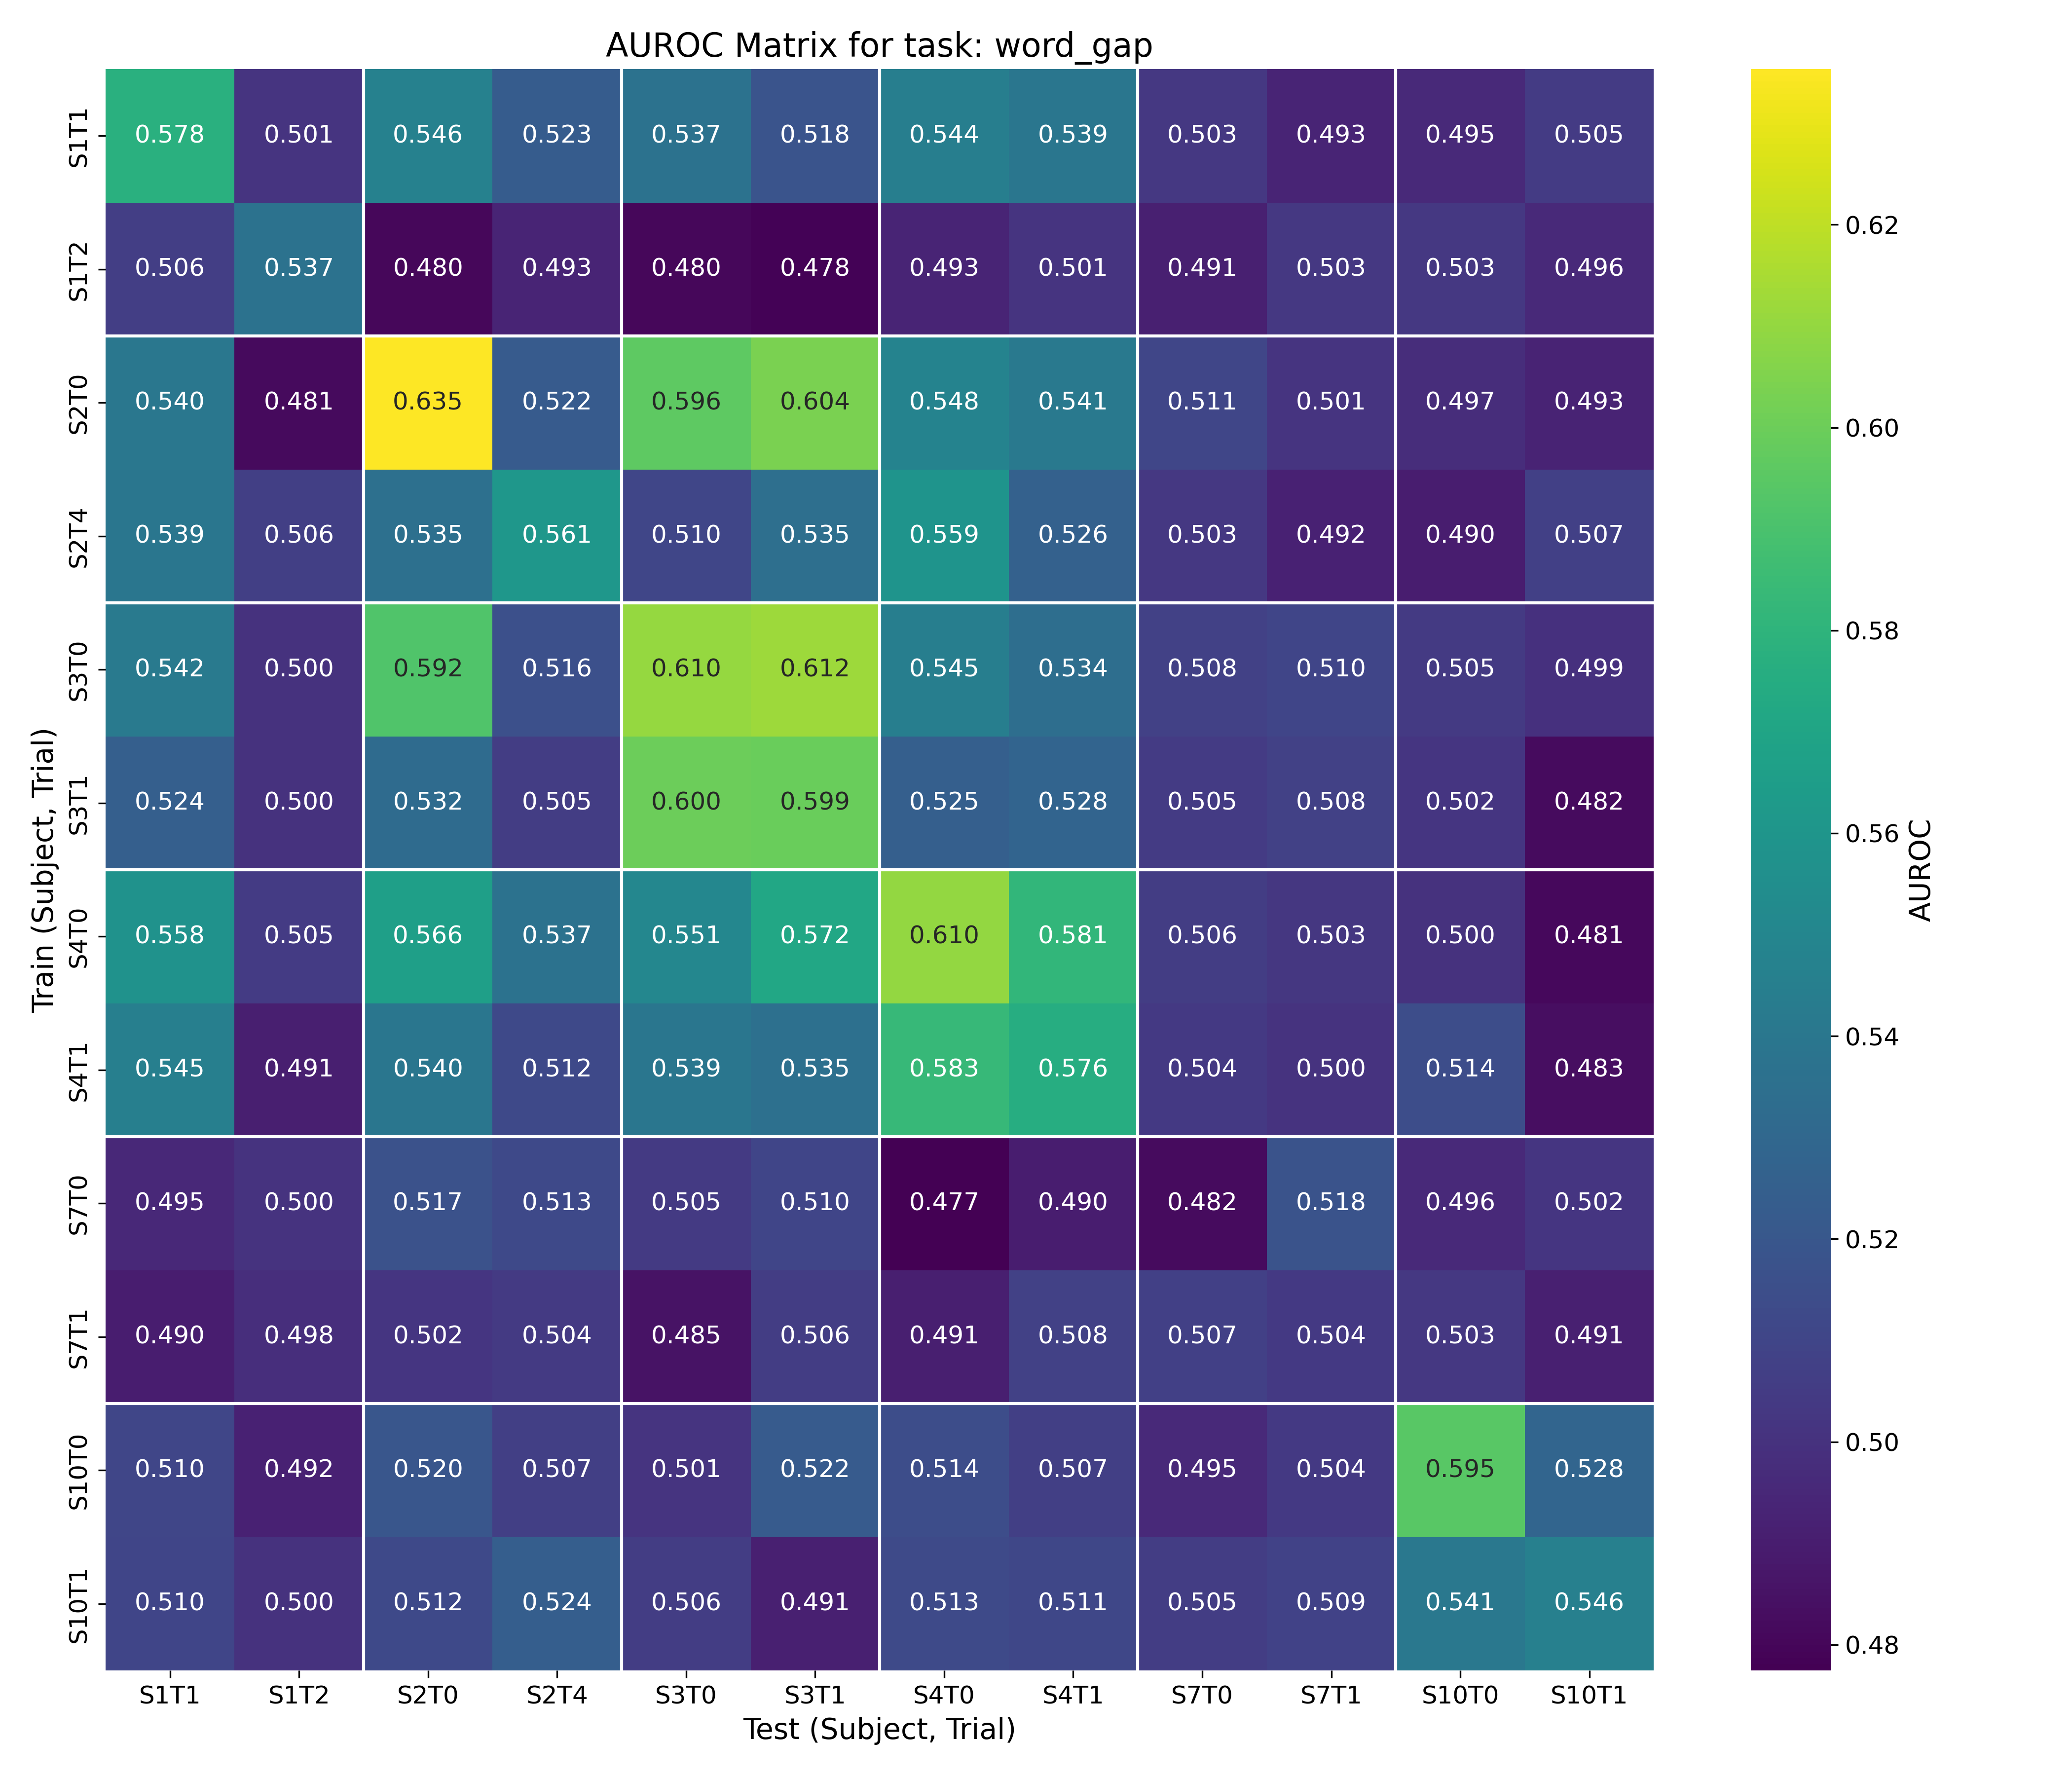 AUROC Matrix for task: word_gap
Train (Subject, Trial)
S1T1 0.578 0.501 0.546 0.523 0.537 0.518 0.544 0.539 0.503 0.493 0.495 0.505
S1T2 0.506 0.537 0.480 0.493 0.480 0.478 0.493 0.501 0.491 0.503 0.503 0.496
S2T0 0.540 0.481 0.635 0.522 0.596 0.604 0.548 0.541 0.511 0.501 0.497 0.493
S2T4 0.539 0.506 0.535 0.561 0.510 0.535 0.559 0.526 0.503 0.492 0.490 0.507
S3T0 0.542 0.500 0.592 0.516 0.610 0.612 0.545 0.534 0.508 0.510 0.505 0.499
S3T1 0.524 0.500 0.532 0.505 0.600 0.599 0.525 0.528 0.505 0.508 0.502 0.482
S4T0 0.558 0.505 0.566 0.537 0.551 0.572 0.610 0.581 0.506 0.503 0.500 0.481
S4T1 0.545 0.491 0.540 0.512 0.539 0.535 0.583 0.576 0.504 0.500 0.514 0.483
S7T0 0.495 0.500 0.517 0.513 0.505 0.510 0.477 0.490 0.482 0.518 0.496 0.502
S7T1 0.490 0.498 0.502 0.504 0.485 0.506 0.491 0.508 0.507 0.504 0.503 0.491
S10T0 0.510 0.492 0.520 0.507 0.501 0.522 0.514 0.507 0.495 0.504 0.595 0.528
S10T1 0.510 0.500 0.512 0.524 0.506 0.491 0.513 0.511 0.505 0.509 0.541 0.546
S1T1 S1T2 S2T0 S2T4 S3T0 S3T1 S4T0 S4T1 S7T0 S7T1 S10T0 S10T1
Test (Subject, Trial)
0.62
0.60
0.58
0.56
0.54
0.52
0.50
0.48
AUROC